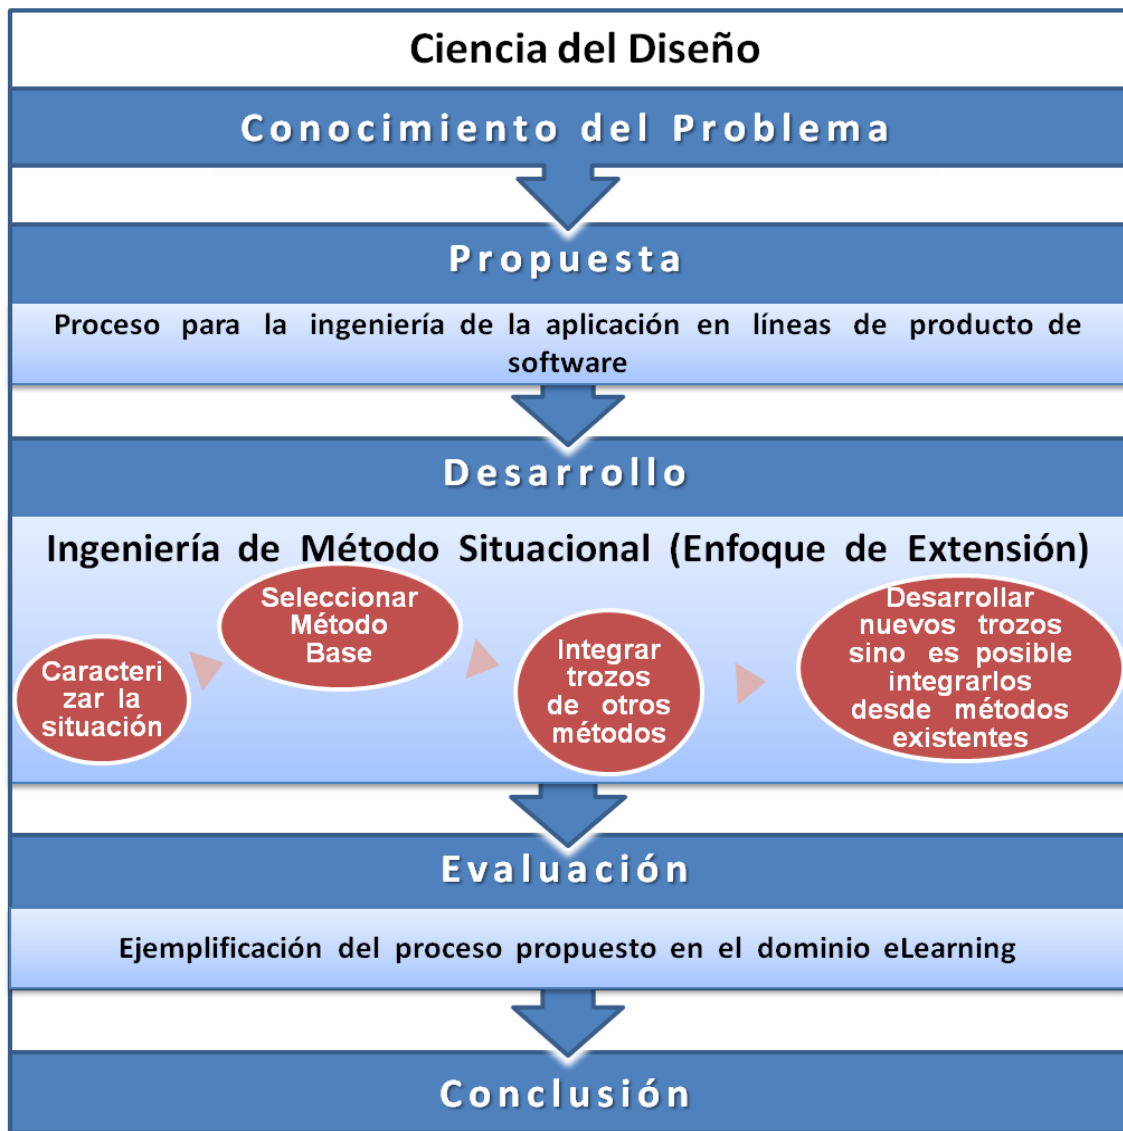 Ciencia del Diseño
Conocimiento del Problema
Propuesta
Proceso para la ingeniería de la aplicación en líneas de producto de
software
Desarrollo
Ingeniería de Método Situacional (Enfoque de Extensión)
Caracteri
zar la
situación
Seleccionar
Método
Base
Integrar
trozos
de otros
métodos
Desarrollar
nuevos trozos
sino es posible
integrarlos
desde métodos
existentes
Evaluación
Ejemplificación del proceso propuesto en el dominio eLearning
Conclusión